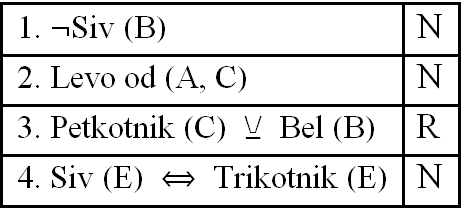 1. ¬Siv (B) N
2. Levo od (A, C) N
3. Petkotnik (C) ⊻ Bel (B) R
4. Siv (E) ⇔ Trikotnik (E) N